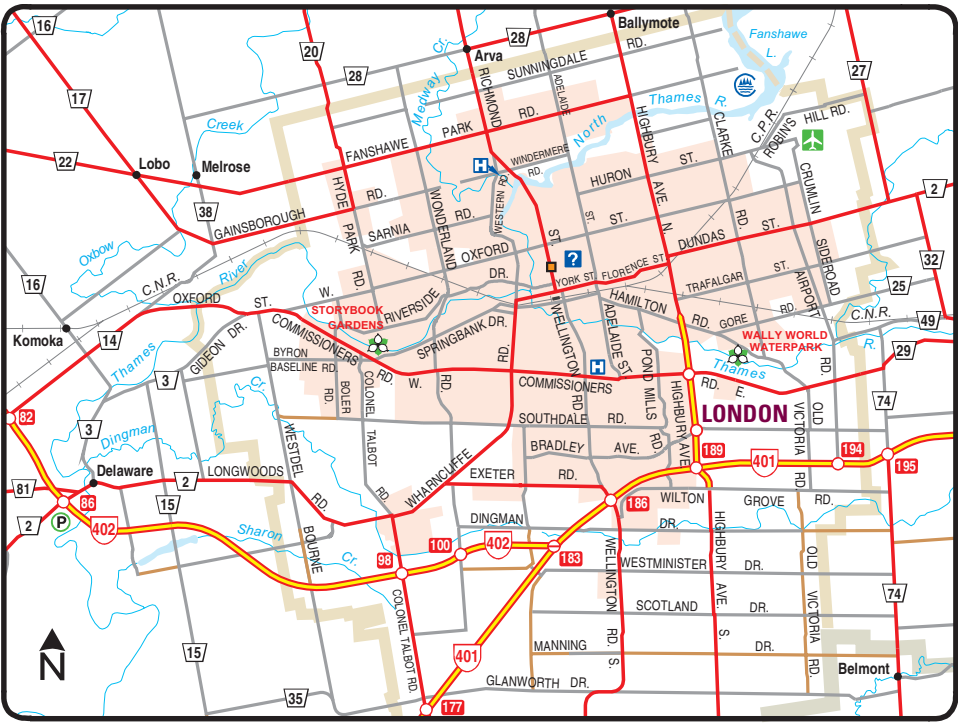 16
20
28
Cr.
Ballymote
Fanshawe
L.
17
28
Arva
SUNNINGDALE
RD.
27
Medway
RICHMOND
ADELAIDE
Thames
R.
Creek
FANSHAWE
PARK
RD.
North
HIGHBURY
CLARKE
C.P.R.
ROBIN'S
HILL RD.
22
Lobo
Melrose
H
WINDERMERE
RD.
HURON
ST.
HYDE
RD.
WONDERLAND
WESTERN RD.
AVE.
CRUMLIN
2
38
GAINSBOROUGH
PARK
SARNIA
RD.
ST.
ST.
RD.
ST.
Oxbow
OXFORD
ST.
N.
DUNDAS
SIDEROAD
32
C.N.R.
River
RD.
DR.
?
YORK ST.
FLORENCE ST.
TRAFALGAR
ST.
AIRPORT
25
16
OXFORD
ST.
W.
STORYBOOK
GARDENS
RIVERSIDE
HAMILTON
RD.
GORE
RD.
C.N.R.
49
Komoka
14
GIDEON DR.
COMMISSIONERS
SPRINGBANK DR.
WELLINGTON
ADELAIDE ST.
WALLY WORLD
WATERPARK
R.
29
Thames
3
BYRON
BASELINE RD.
RD.
W.
RD.
RD.
H
COMMISSIONERS
POND MILLS
RD.
E.
Thames
RD.
82
Cr.
BOLER
RD.
COLONEL
TALBOT
RD.
HIGHBURY AVE.
LONDON
OLD
VICTORIA
RD.
74
3
Dingman
WESTDEL
SOUTHDALE
RD.
RD.
BRADLEY
AVE.
189
401
194
195
Delaware
2
LONGWOODS
RD.
WHARNCLIFFE
EXETER
RD.
81
86
15
186
WILTON
GROVE
RD.
2
P
402
Sharon
Cr.
BOURNE
98
100
DINGMAN
DR.
402
183
WELLINGTON
RD.
S.
HIGHBURY
AVE.
S.
WESTMINISTER
DR.
OLD
VICTORIA
RD.
74
COLONEL TALBOT RD.
SCOTLAND
DR.
N
15
401
MANNING
DR.
Belmont
35
177
GLANWORTH
DR.